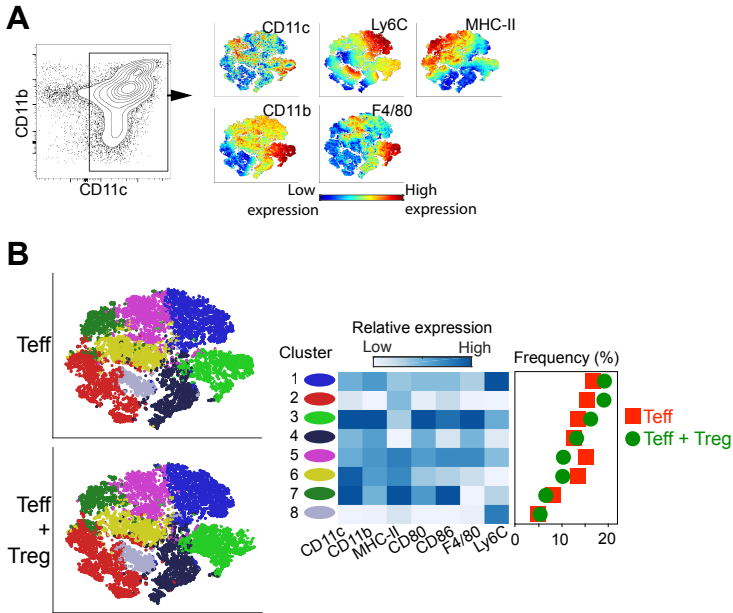 A
CD11b
CD11c
CD11c
Ly6C
MHC-II
CD11b
F4/80
Low
expression
High
expression
B
Teff
Teff
+
Treg
Relative expression
Low
High
Cluster
1
2
3
4
5
6
7
8
CD11c
CD11b
MHC-II
CD80
CD86
F4/80
Ly6C
Frequency (%)
0
10
20
Teff
Teff + Treg